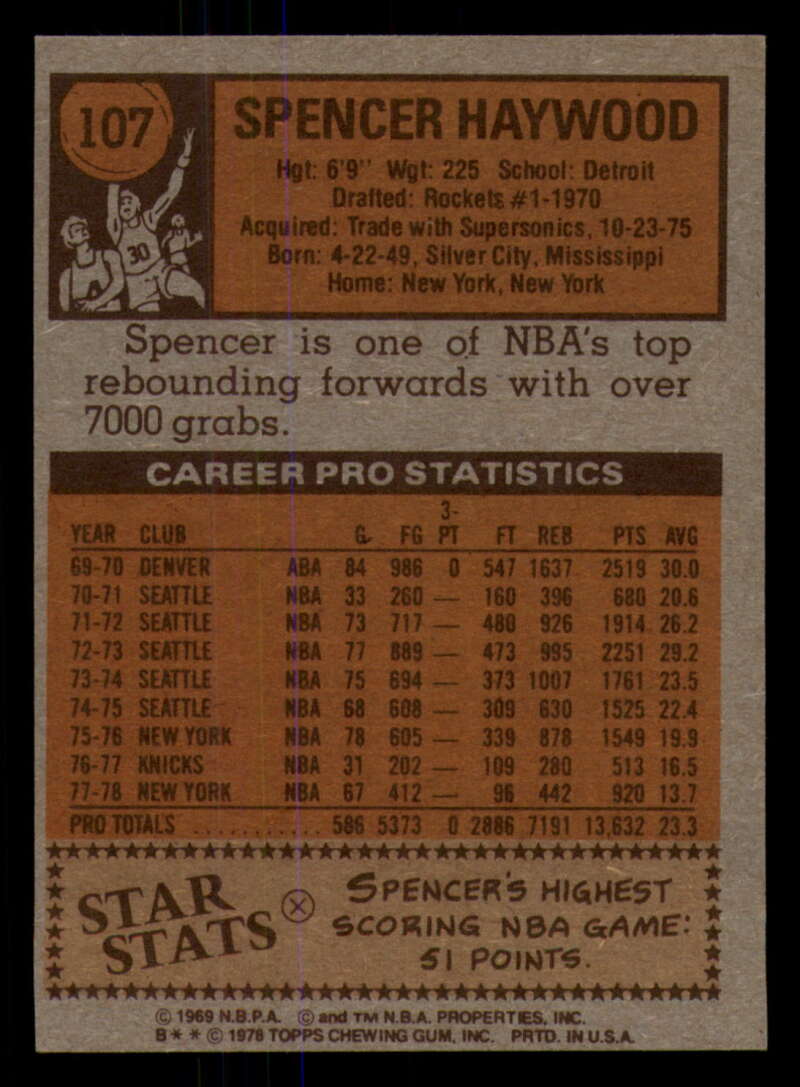 107
SPENCER HAYWOOD
Hgt: 6'9" Wgt: 225 School: Detroit
Drafted: Rockets #1-1970
Acquired: Trade with Supersonics, 10-23-75
Born: 4-22-49, Silver City, Mississippi
Home: New York, New York
30
Spencer is one of NBA's top
rebounding forwards with over
7000 grabs.
CAREER PRO STATISTICS
3-
YEAR CLUB G. FG PT FT REB PTS AVG
69-70 DENVER ABA 84 986 0 547 1637 2519 30.0
70-71 SEATTLE NBA 33 260 — 160 396 680 20.6
71-72 SEATTLE NBA 73 717 — 480 926 1914 26.2
72-73 SEATTLE NBA 77 889 — 473 995 2251 29.2
73-74 SEATTLE NBA 75 694 — 373 1007 1761 23.5
74-75 SEATTLE NBA 68 608 — 309 630 1525 22.4
75-76 NEW YORK NBA 78 605 — 339 878 1549 19.9
76-77 KNICKS NBA 31 202 — 109 280 513 16.5
77-78 NEW YORK NBA 67 412 — 96 442 920 13.7
PRO TOTALS ........... 586 5373 0 2886 7191 13,632 23.3
STAR STATS
SPENCER'S HIGHEST
SCORING NBA GAME:
51 POINTS.
© 1969 N.B.P.A. © and TM N.B.A. PROPERTIES, INC.
B* * © 1978 TOPPS CHEWING GUM, INC. PRTD. IN U.S.A.